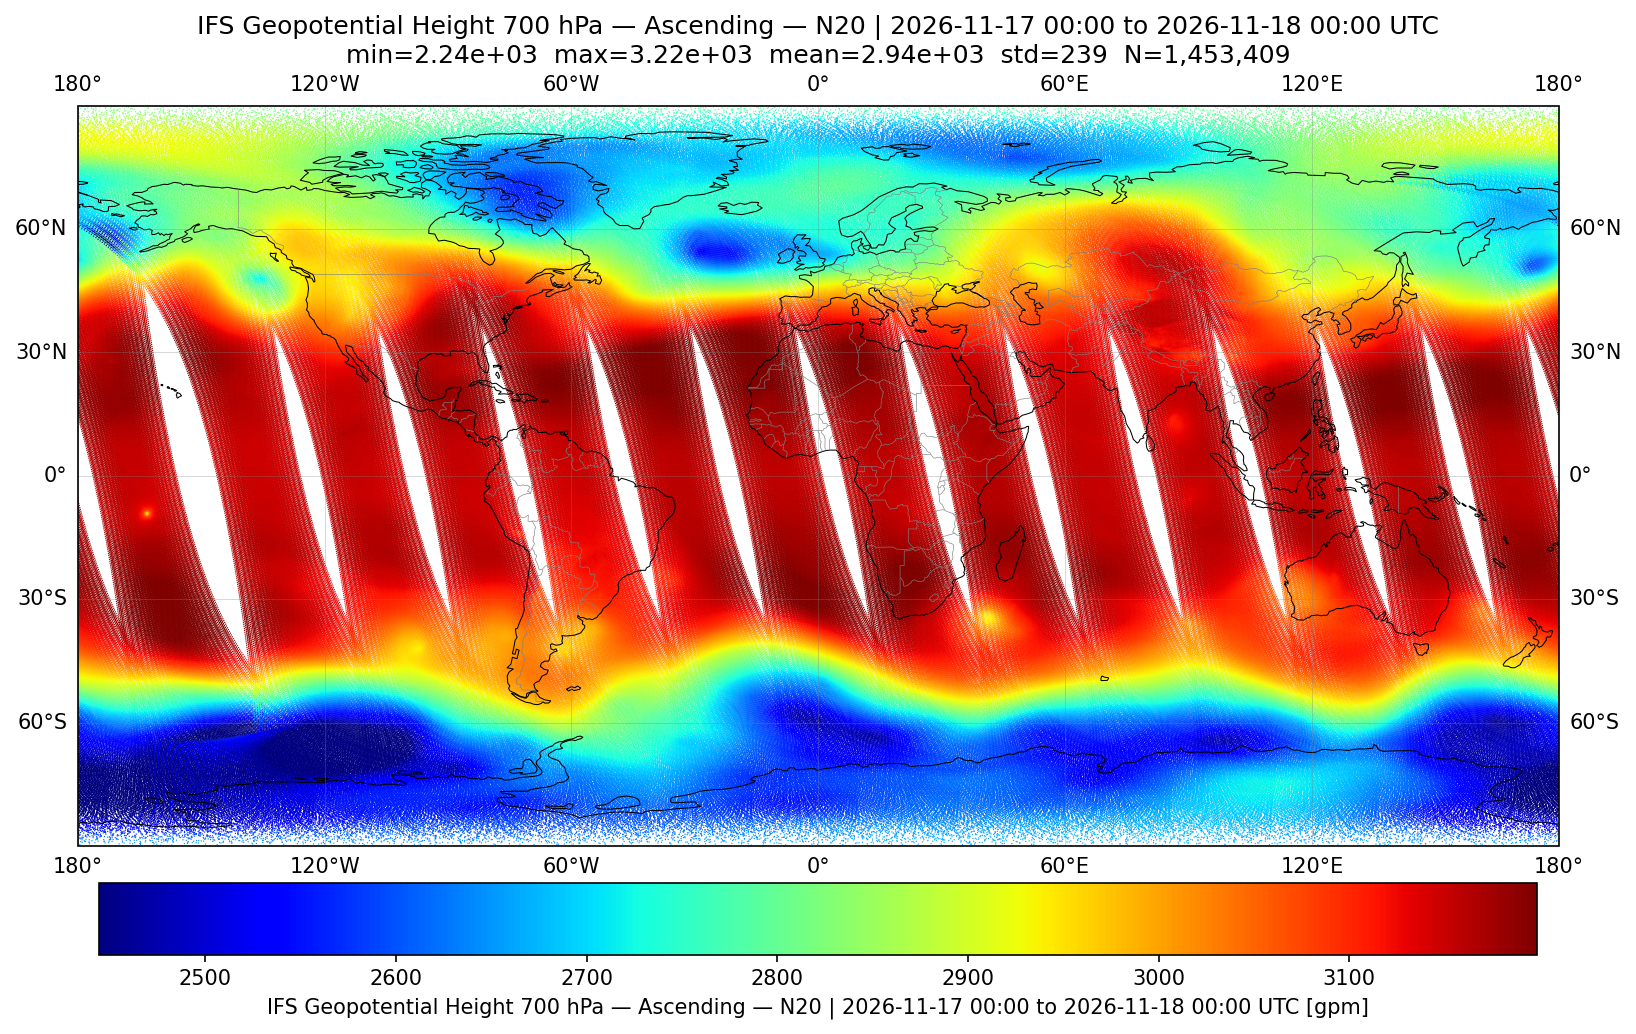 IFS Geopotential Height 700 hPa — Ascending — N20 | 2026-11-17 00:00 to 2026-11-18 00:00 UTC
min=2.24e+03  max=3.22e+03  mean=2.94e+03  std=239  N=1,453,409
180° 120°W 60°W 0° 60°E 120°E 180°
60°N 60°N
30°N 30°N
0° 0°
30°S 30°S
60°S 60°S
180° 120°W 60°W 0° 60°E 120°E 180°
2500 2600 2700 2800 2900 3000 3100
IFS Geopotential Height 700 hPa — Ascending — N20 | 2026-11-17 00:00 to 2026-11-18 00:00 UTC [gpm]